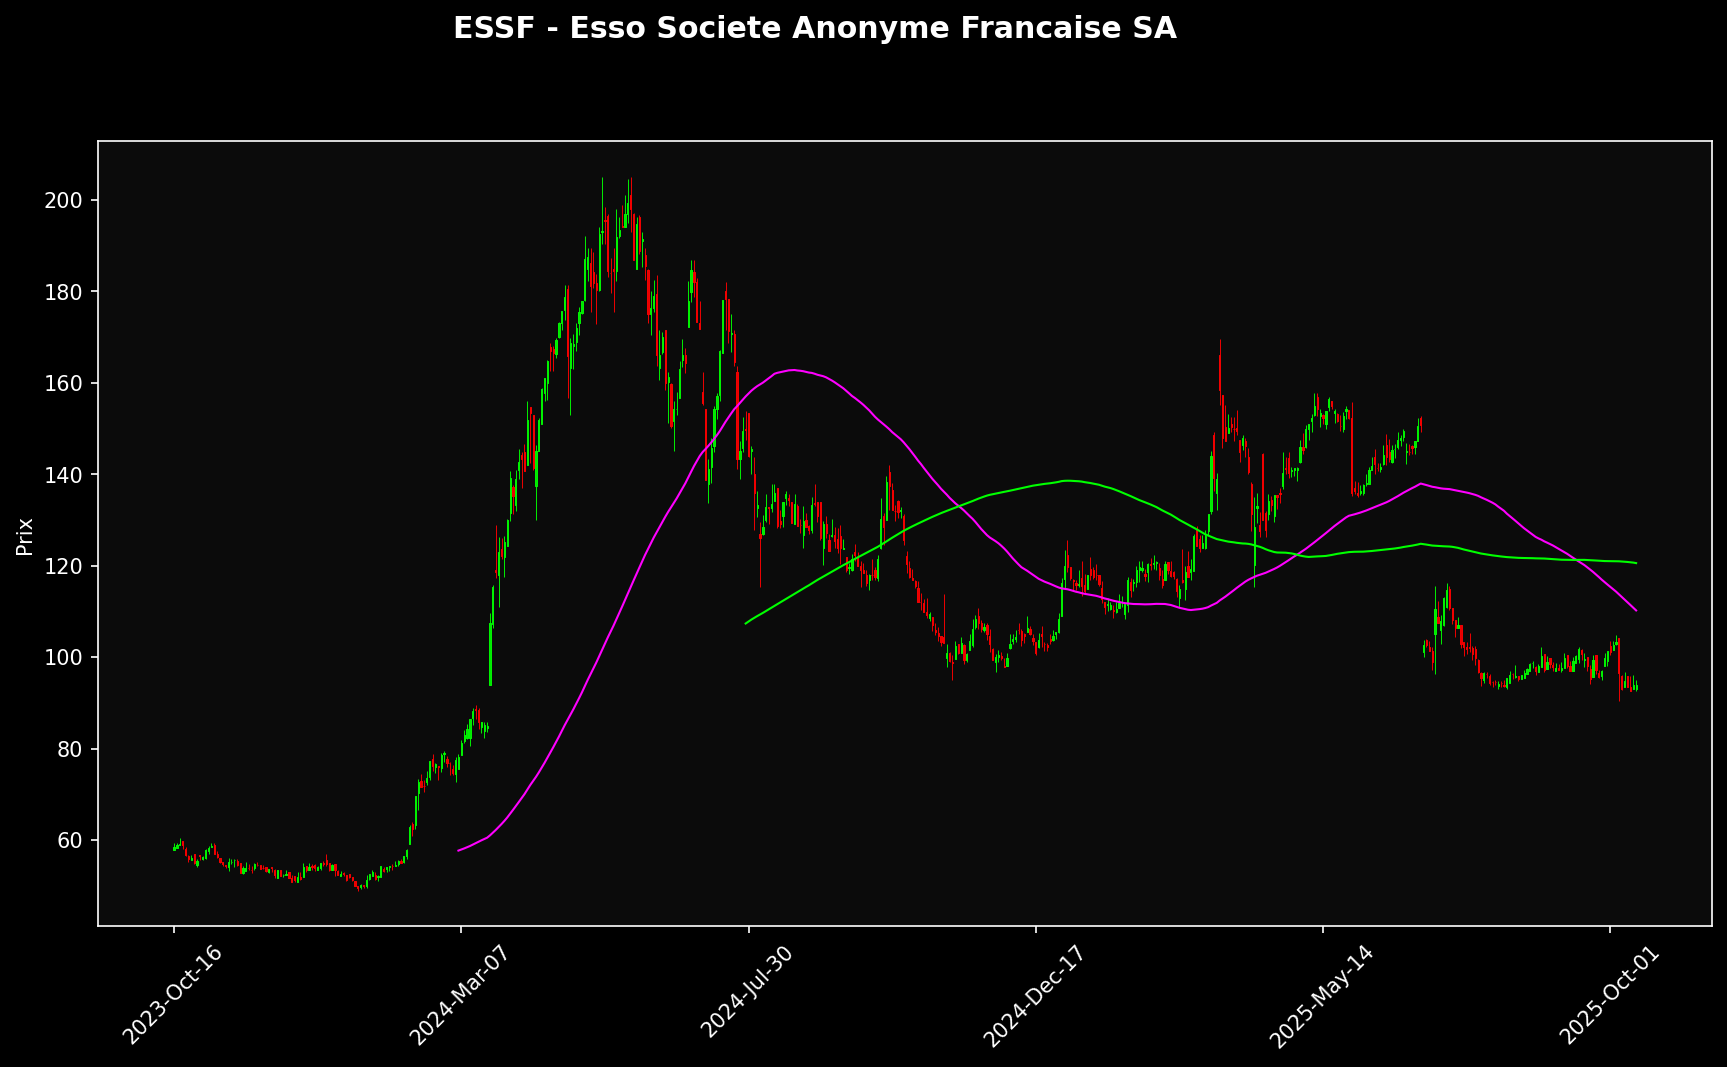 ESSF - Esso Societe Anonyme Francaise SA
Prix
200
180
160
140
120
100
80
60
2023-Oct-16
2024-Mar-07
2024-Jul-30
2024-Dec-17
2025-May-14
2025-Oct-01